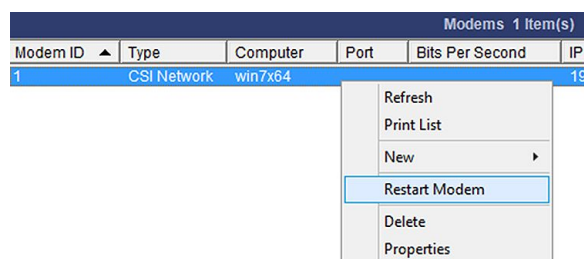 Modems 1 Item(s)
Modem ID Type Computer Port Bits Per Second IP
1 CSI Network win7x64 19
Refresh
Print List
New
Restart Modem
Delete
Properties